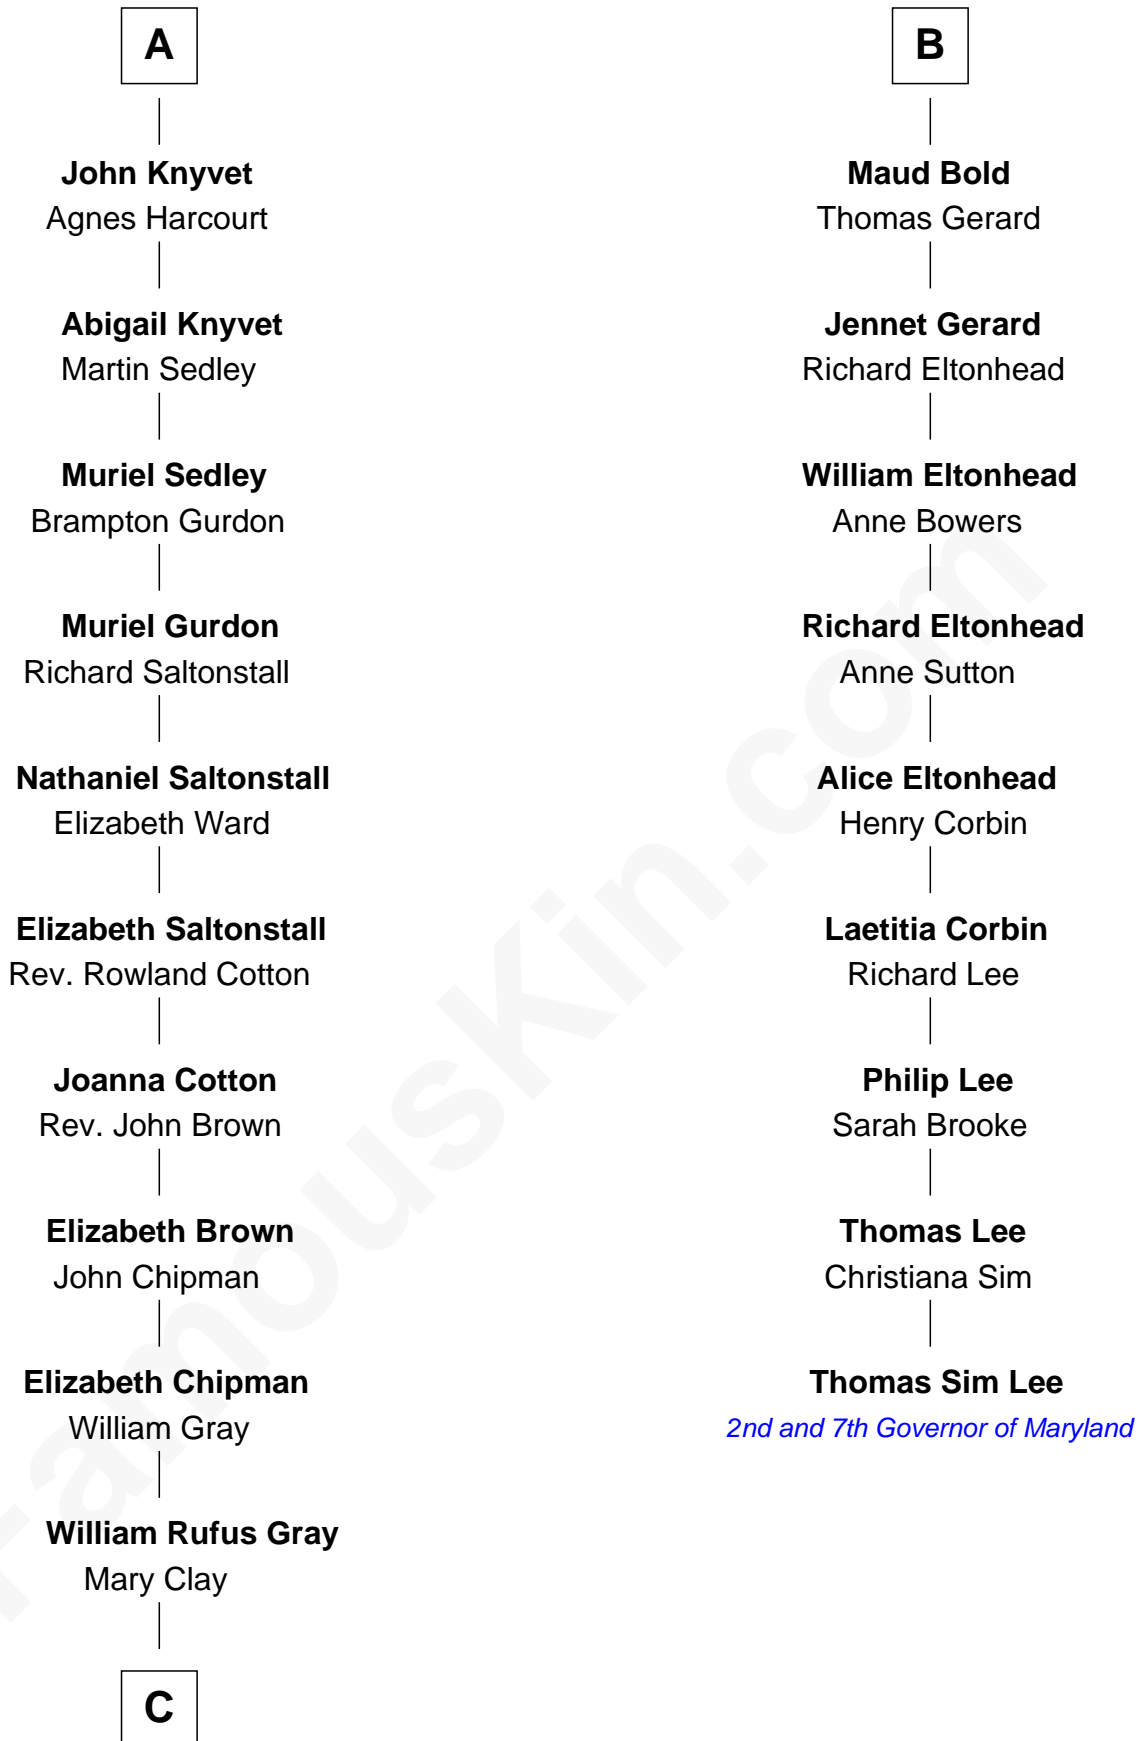 A
John Knyvet
Agnes Harcourt
Abigail Knyvet
Martin Sedley
Muriel Sedley
Brampton Gurdon
Muriel Gurdon
Richard Saltonstall
Nathaniel Saltonstall
Elizabeth Ward
Elizabeth Saltonstall
Rev. Rowland Cotton
Joanna Cotton
Rev. John Brown
Elizabeth Brown
John Chipman
Elizabeth Chipman
William Gray
William Rufus Gray
Mary Clay
C
B
Maud Bold
Thomas Gerard
Jennet Gerard
Richard Eltonhead
William Eltonhead
Anne Bowers
Richard Eltonhead
Anne Sutton
Alice Eltonhead
Henry Corbin
Laetitia Corbin
Richard Lee
Philip Lee
Sarah Brooke
Thomas Lee
Christiana Sim
Thomas Sim Lee
2nd and 7th Governor of Maryland
FamousKin.com